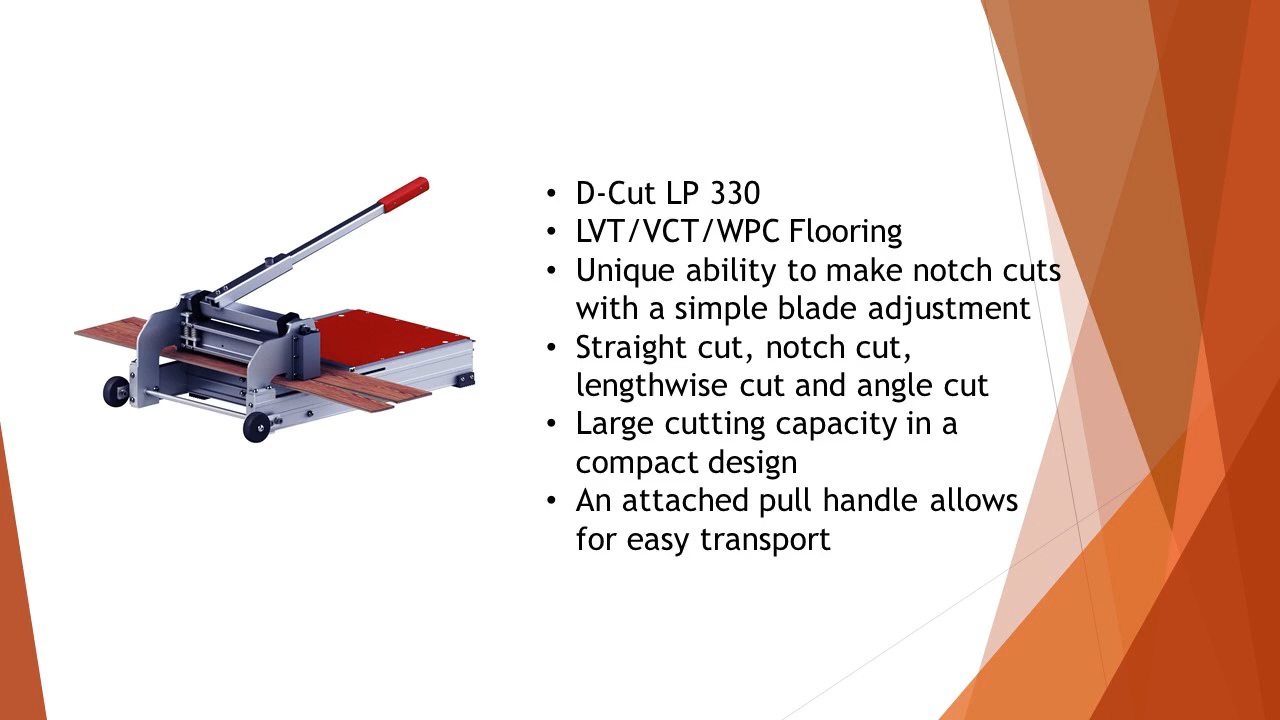 • D-Cut LP 330
• LVT/VCT/WPC Flooring
• Unique ability to make notch cuts
with a simple blade adjustment
• Straight cut, notch cut,
lengthwise cut and angle cut
• Large cutting capacity in a
compact design
• An attached pull handle allows
for easy transport